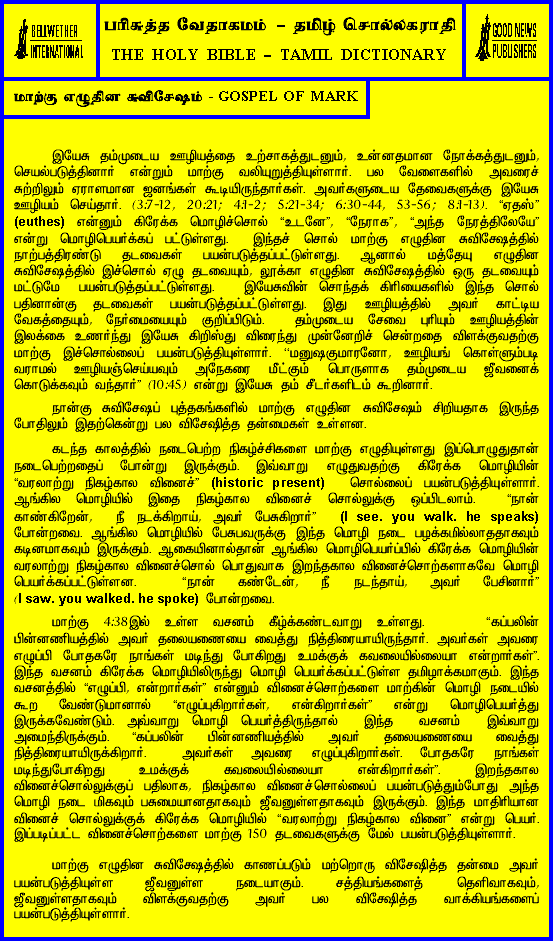 BELLWETHER
INTERNATIONAL
பரிசுத்த வேதாகமம் – தமிழ் சொல்லகராதி
THE HOLY BIBLE – TAMIL DICTIONARY
GOOD NEWS
PUBLISHERS
மாற்கு எழுதின சுவிசேஷம் - GOSPEL OF MARK
இயேசு தம்முடைய ஊழியத்தை உற்சாகத்துடனும், உன்னதமான நோக்கத்துடனும்,
செயல்படுத்தினார் என்றும் மாற்கு வலியுறுத்தியுள்ளார். பல வேளைகளில் அவரைச்
சுற்றிலும் ஏராளமான ஜனங்கள் கூடியிருந்தார்கள். அவர்களுடைய தேவைகளுக்கு இயேசு
ஊழியம் செய்தார். (3:7-12, 20,21; 4:1-2; 5:21-34; 6:30-44, 53-56; 8:1-13). “ஏதஸ்”
(euthes) என்னும் கிரேக்க மொழிச்சொல் “உடனே”, “நேராக”, “அந்த நேரத்திலேயே”
என்று மொழிபெயர்க்கப் பட்டுள்ளது. இந்தச் சொல் மாற்கு எழுதின சுவிஷேத்தில்
நாற்பத்திரண்டு தடவைகள் பயன்படுத்தப்பட்டுள்ளது. ஆனால் மத்தேயு எழுதின
சுவிசேஷத்தில் இச்சொல் ஏழு தடவையும், லூக்கா எழுதின சுவிசேஷத்தில் ஒரு தடவையும்
மட்டுமே பயன்படுத்தப்பட்டுள்ளது. இயேசுவின் சொந்தக் கிரியைகளில் இந்த சொல்
பதினான்கு தடவைகள் பயன்படுத்தப்பட்டுள்ளது. இது ஊழியத்தில் அவர் காட்டிய
வேகத்தையும், நேர்மையையும் குறிப்பிடும். தம்முடைய சேவை புரியும் ஊழியத்தின்
இலக்கை உணர்ந்து இயேசு கிறிஸ்து விரைந்து முன்னேறிச் சென்றதை விளக்குவதற்கு
மாற்கு இச்சொல்லைப் பயன்படுத்தியுள்ளார். “மனுஷகுமாரனோ, ஊழியங் கொள்ளும்படி
வராமல் ஊழியஞ்செய்யவும் அநேகரை மீட்கும் பொருளாக தம்முடைய ஜீவனைக்
கொடுக்கவும் வந்தார்” (10:45) என்று இயேசு தம் சீடர்களிடம் கூறினார்.
நான்கு சுவிசேஷப் புத்தகங்களில் மாற்கு எழுதின சுவிசேஷம் சிறியதாக இருந்த
போதிலும் இதற்கென்று பல விசேஷித்த தன்மைகள் உள்ளன.
கடந்த காலத்தில் நடைபெற்ற நிகழ்ச்சிகளை மாற்கு எழுதியுள்ளது இப்பொழுதுதான்
நடைபெற்றதைப் போன்று இருக்கும். இவ்வாறு எழுதுவதற்கு கிரேக்க மொழியின்
“வரலாற்று நிகழ்கால வினைச்” (historic present) சொல்லைப் பயன்படுத்தியுள்ளார்.
ஆங்கில மொழியில் இதை நிகழ்கால வினைச் சொல்லுக்கு ஒப்பிடலாம். “நான்
காண்கிறேன், நீ நடக்கிறாய், அவர் பேசுகிறார்” (I see. you walk. he speaks)
போன்றவை. ஆங்கில மொழியில் பேசுபவருக்கு இந்த மொழி நடை பழக்கமில்லாததாகவும்
கடினமாகவும் இருக்கும். ஆகையினால்தான் ஆங்கில மொழிபெயர்ப்பில் கிரேக்க மொழியின்
வரலாற்று நிகழ்கால வினைச்சொல் பொதுவாக இறந்தகால வினைச்சொற்களாகவே மொழி
பெயர்க்கப்பட்டுள்ளன. “நான் கண்டேன், நீ நடந்தாய், அவர் பேசினார்”
(I saw. you walked. he spoke) போன்றவை.
மாற்கு 4:38இல் உள்ள வசனம் கீழ்க்கண்டவாறு உள்ளது. “கப்பலின்
பின்னணியத்தில் அவர் தலையணையை வைத்து நித்திரையாயிருந்தார். அவர்கள் அவரை
எழுப்பி போதகரே நாங்கள் மடிந்து போகிறது உமக்குக் கவலையில்லையா என்றார்கள்”.
இந்த வசனம் கிரேக்க மொழியிலிருந்து மொழி பெயர்க்கப்பட்டுள்ள தமிழாக்கமாகும். இந்த
வசனத்தில் “எழுப்பி, என்றார்கள்” என்னும் வினைச்சொற்களை மாற்கின் மொழி நடையில்
கூற வேண்டுமானால் “எழுப்புகிறார்கள், என்கிறார்கள்” என்று மொழிபெயர்த்து
இருக்கவேண்டும். அவ்வாறு மொழி பெயர்த்திருந்தால் இந்த வசனம் இவ்வாறு
அமைந்திருக்கும். “கப்பலின் பின்னணியத்தில் அவர் தலையணையை வைத்து
நித்திரையாயிருக்கிறார். அவர்கள் அவரை எழுப்புகிறார்கள். போதகரே நாங்கள்
மடிந்துபோகிறது உமக்குக் கவலையில்லையா என்கிறார்கள்”. இறந்தகால
வினைச்சொல்லுக்குப் பதிலாக, நிகழ்கால வினைச்சொல்லைப் பயன்படுத்தும்போது அந்த
மொழி நடை மிகவும் பசுமையானதாகவும் ஜீவனுள்ளதாகவும் இருக்கும். இந்த மாதிரியான
வினைச் சொல்லுக்குக் கிரேக்க மொழியில் “வரலாற்று நிகழ்கால வினை” என்று பெயர்.
இப்படிப்பட்ட வினைச்சொற்களை மாற்கு 150 தடவைகளுக்கு மேல் பயன்படுத்தியுள்ளார்.
மாற்கு எழுதின சுவிசேஷத்தில் காணப்படும் மற்றொரு விசேஷித்த தன்மை அவர்
பயன்படுத்தியுள்ள ஜீவனுள்ள நடையாகும். சத்தியங்களைத் தெளிவாகவும்,
ஜீவனுள்ளதாகவும் விளக்குவதற்கு அவர் பல விசேஷித்த வாக்கியங்களைப்
பயன்படுத்தியுள்ளார்.